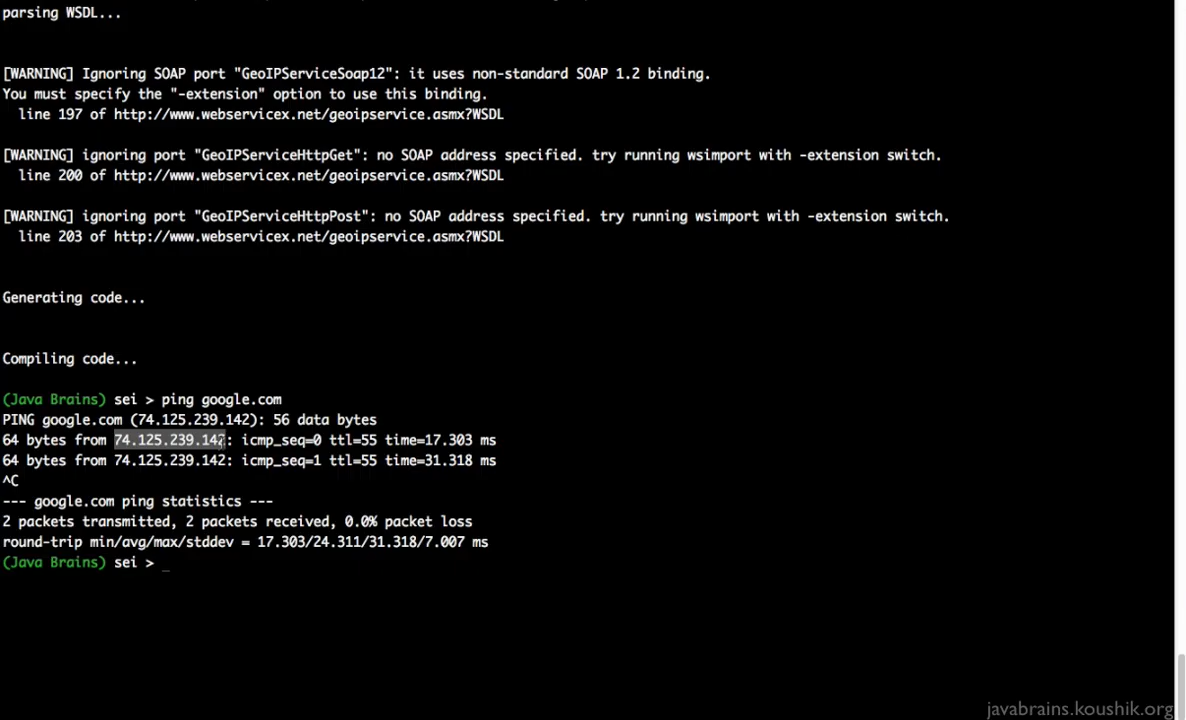 parsing WSDL...
[WARNING] Ignoring SOAP port "GeoIPServiceSoap12": it uses non-standard SOAP 1.2 binding.
You must specify the "-extension" option to use this binding.
line 197 of http://www.webservicex.net/geoipservice.asmx?WSDL
[WARNING] ignoring port "GeoIPServiceHttpGet": no SOAP address specified. try running wsimport with -extension switch.
line 200 of http://www.webservicex.net/geoipservice.asmx?WSDL
[WARNING] ignoring port "GeoIPServiceHttpPost": no SOAP address specified. try running wsimport with -extension switch.
line 203 of http://www.webservicex.net/geoipservice.asmx?WSDL
Generating code...
Compiling code...
(Java Brains) sei > ping google.com
PING google.com (74.125.239.142): 56 data bytes
64 bytes from 74.125.239.142: icmp_seq=0 ttl=55 time=17.303 ms
64 bytes from 74.125.239.142: icmp_seq=1 ttl=55 time=31.318 ms
^C
--- google.com ping statistics ---
2 packets transmitted, 2 packets received, 0.0% packet loss
round-trip min/avg/max/stddev = 17.303/24.311/31.318/7.007 ms
(Java Brains) sei > _
javabrains.koushik.org